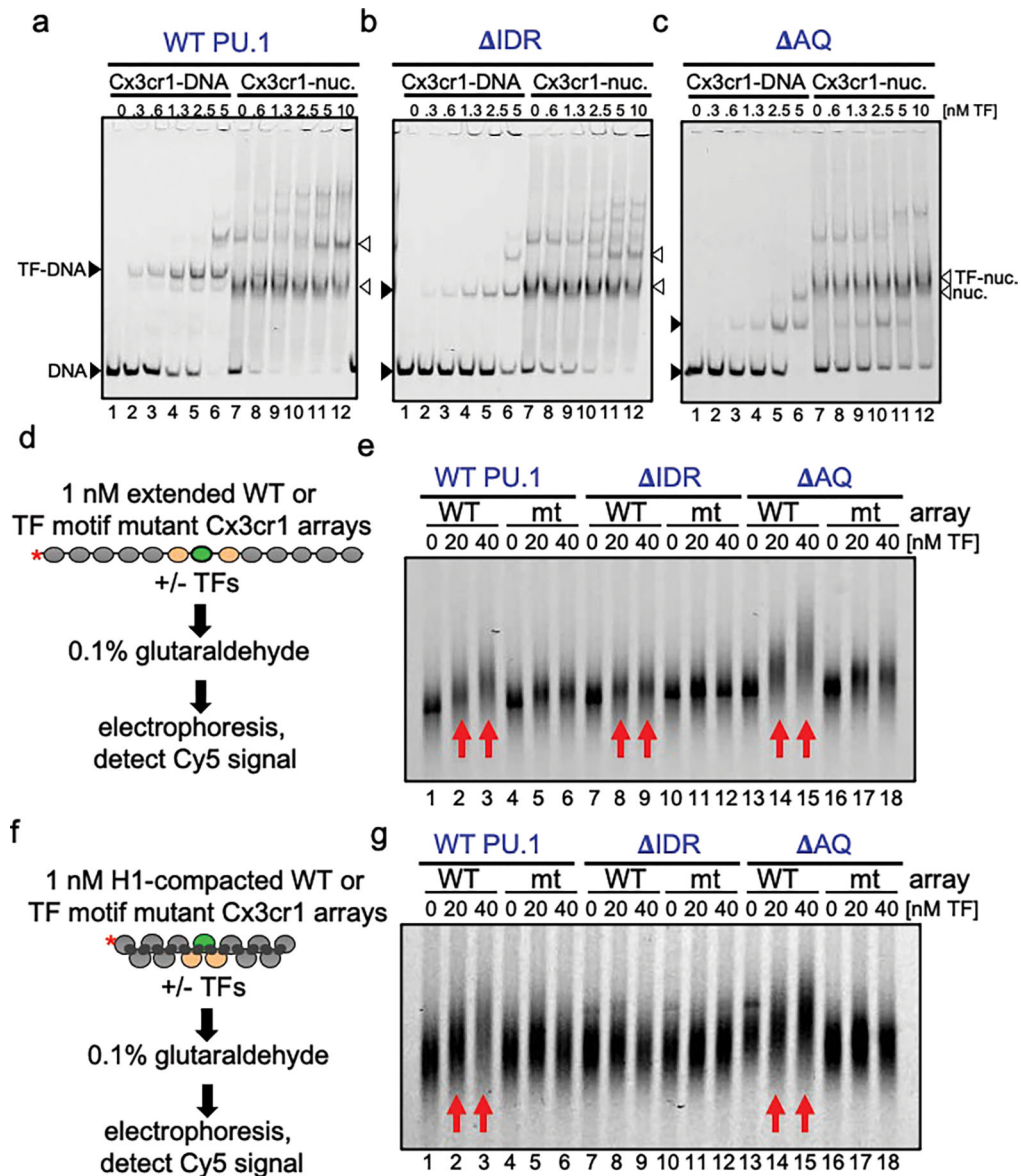 a
WT PU.1
Cx3cr1-DNA Cx3cr1-nuc.
0 .3 .6 1.3 2.5 5 0 .6 1.3 2.5 5 10
TF-DNA
DNA
1 2 3 4 5 6 7 8 9 10 11 12
b
ΔIDR
Cx3cr1-DNA Cx3cr1-nuc.
0 .3 .6 1.3 2.5 5 0 .6 1.3 2.5 5 10
1 2 3 4 5 6 7 8 9 10 11 12
c
ΔAQ
Cx3cr1-DNA Cx3cr1-nuc.
0 .3 .6 1.3 2.5 5 0 .6 1.3 2.5 5 10 [nM TF]
TF-nuc.
nuc.
1 2 3 4 5 6 7 8 9 10 11 12
d
1 nM extended WT or
TF motif mutant Cx3cr1 arrays
*
+/- TFs
0.1% glutaraldehyde
electrophoresis,
detect Cy5 signal
e
WT PU.1 ΔIDR ΔAQ
WT mt WT mt WT mt array
0 20 40 0 20 40 0 20 40 0 20 40 0 20 40 0 20 40 [nM TF]
1 2 3 4 5 6 7 8 9 10 11 12 13 14 15 16 17 18
f
1 nM H1-compacted WT or
TF motif mutant Cx3cr1 arrays
*
+/- TFs
0.1% glutaraldehyde
electrophoresis,
detect Cy5 signal
g
WT PU.1 ΔIDR ΔAQ
WT mt WT mt WT mt array
0 20 40 0 20 40 0 20 40 0 20 40 0 20 40 0 20 40 [nM TF]
1 2 3 4 5 6 7 8 9 10 11 12 13 14 15 16 17 18